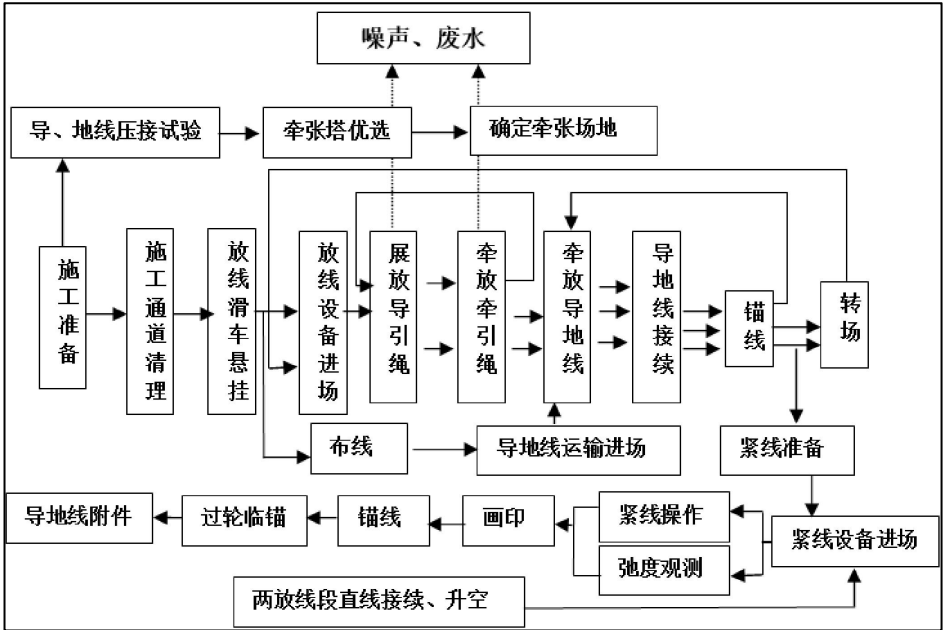 噪声、废水
导、地线压接试验
牵张塔优选
确定牵张场地
施工准备
施工通道清理
放线滑车悬挂
放线设备进场
展放导引绳
牵放牵引绳
牵放导地线
导地线接续
锚线
转场
布线
导地线运输进场
紧线准备
导地线附件
过轮临锚
锚线
画印
紧线操作
紧线设备进场
弛度观测
两放线段直线接续、升空